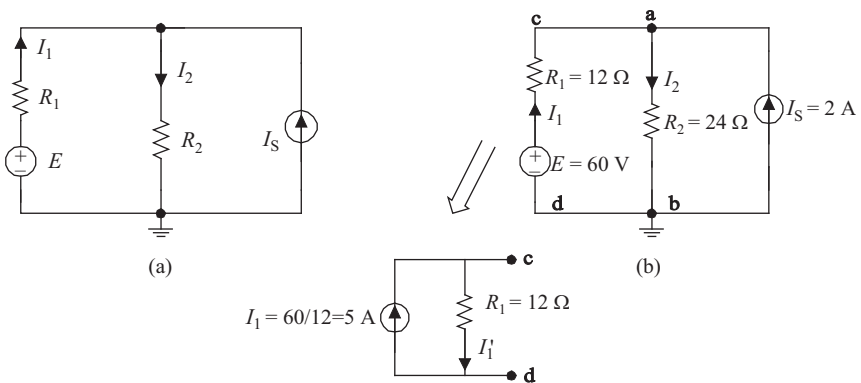 I₁
R₁
E
I₂
R₂
Iₛ
(a)
c
a
R₁ = 12 Ω
I₁
E = 60 V
I₂
R₂ = 24 Ω
I_S = 2 A
d
b
(b)
c
I₁ = 60/12=5 A
R₁ = 12 Ω
I₁'
d